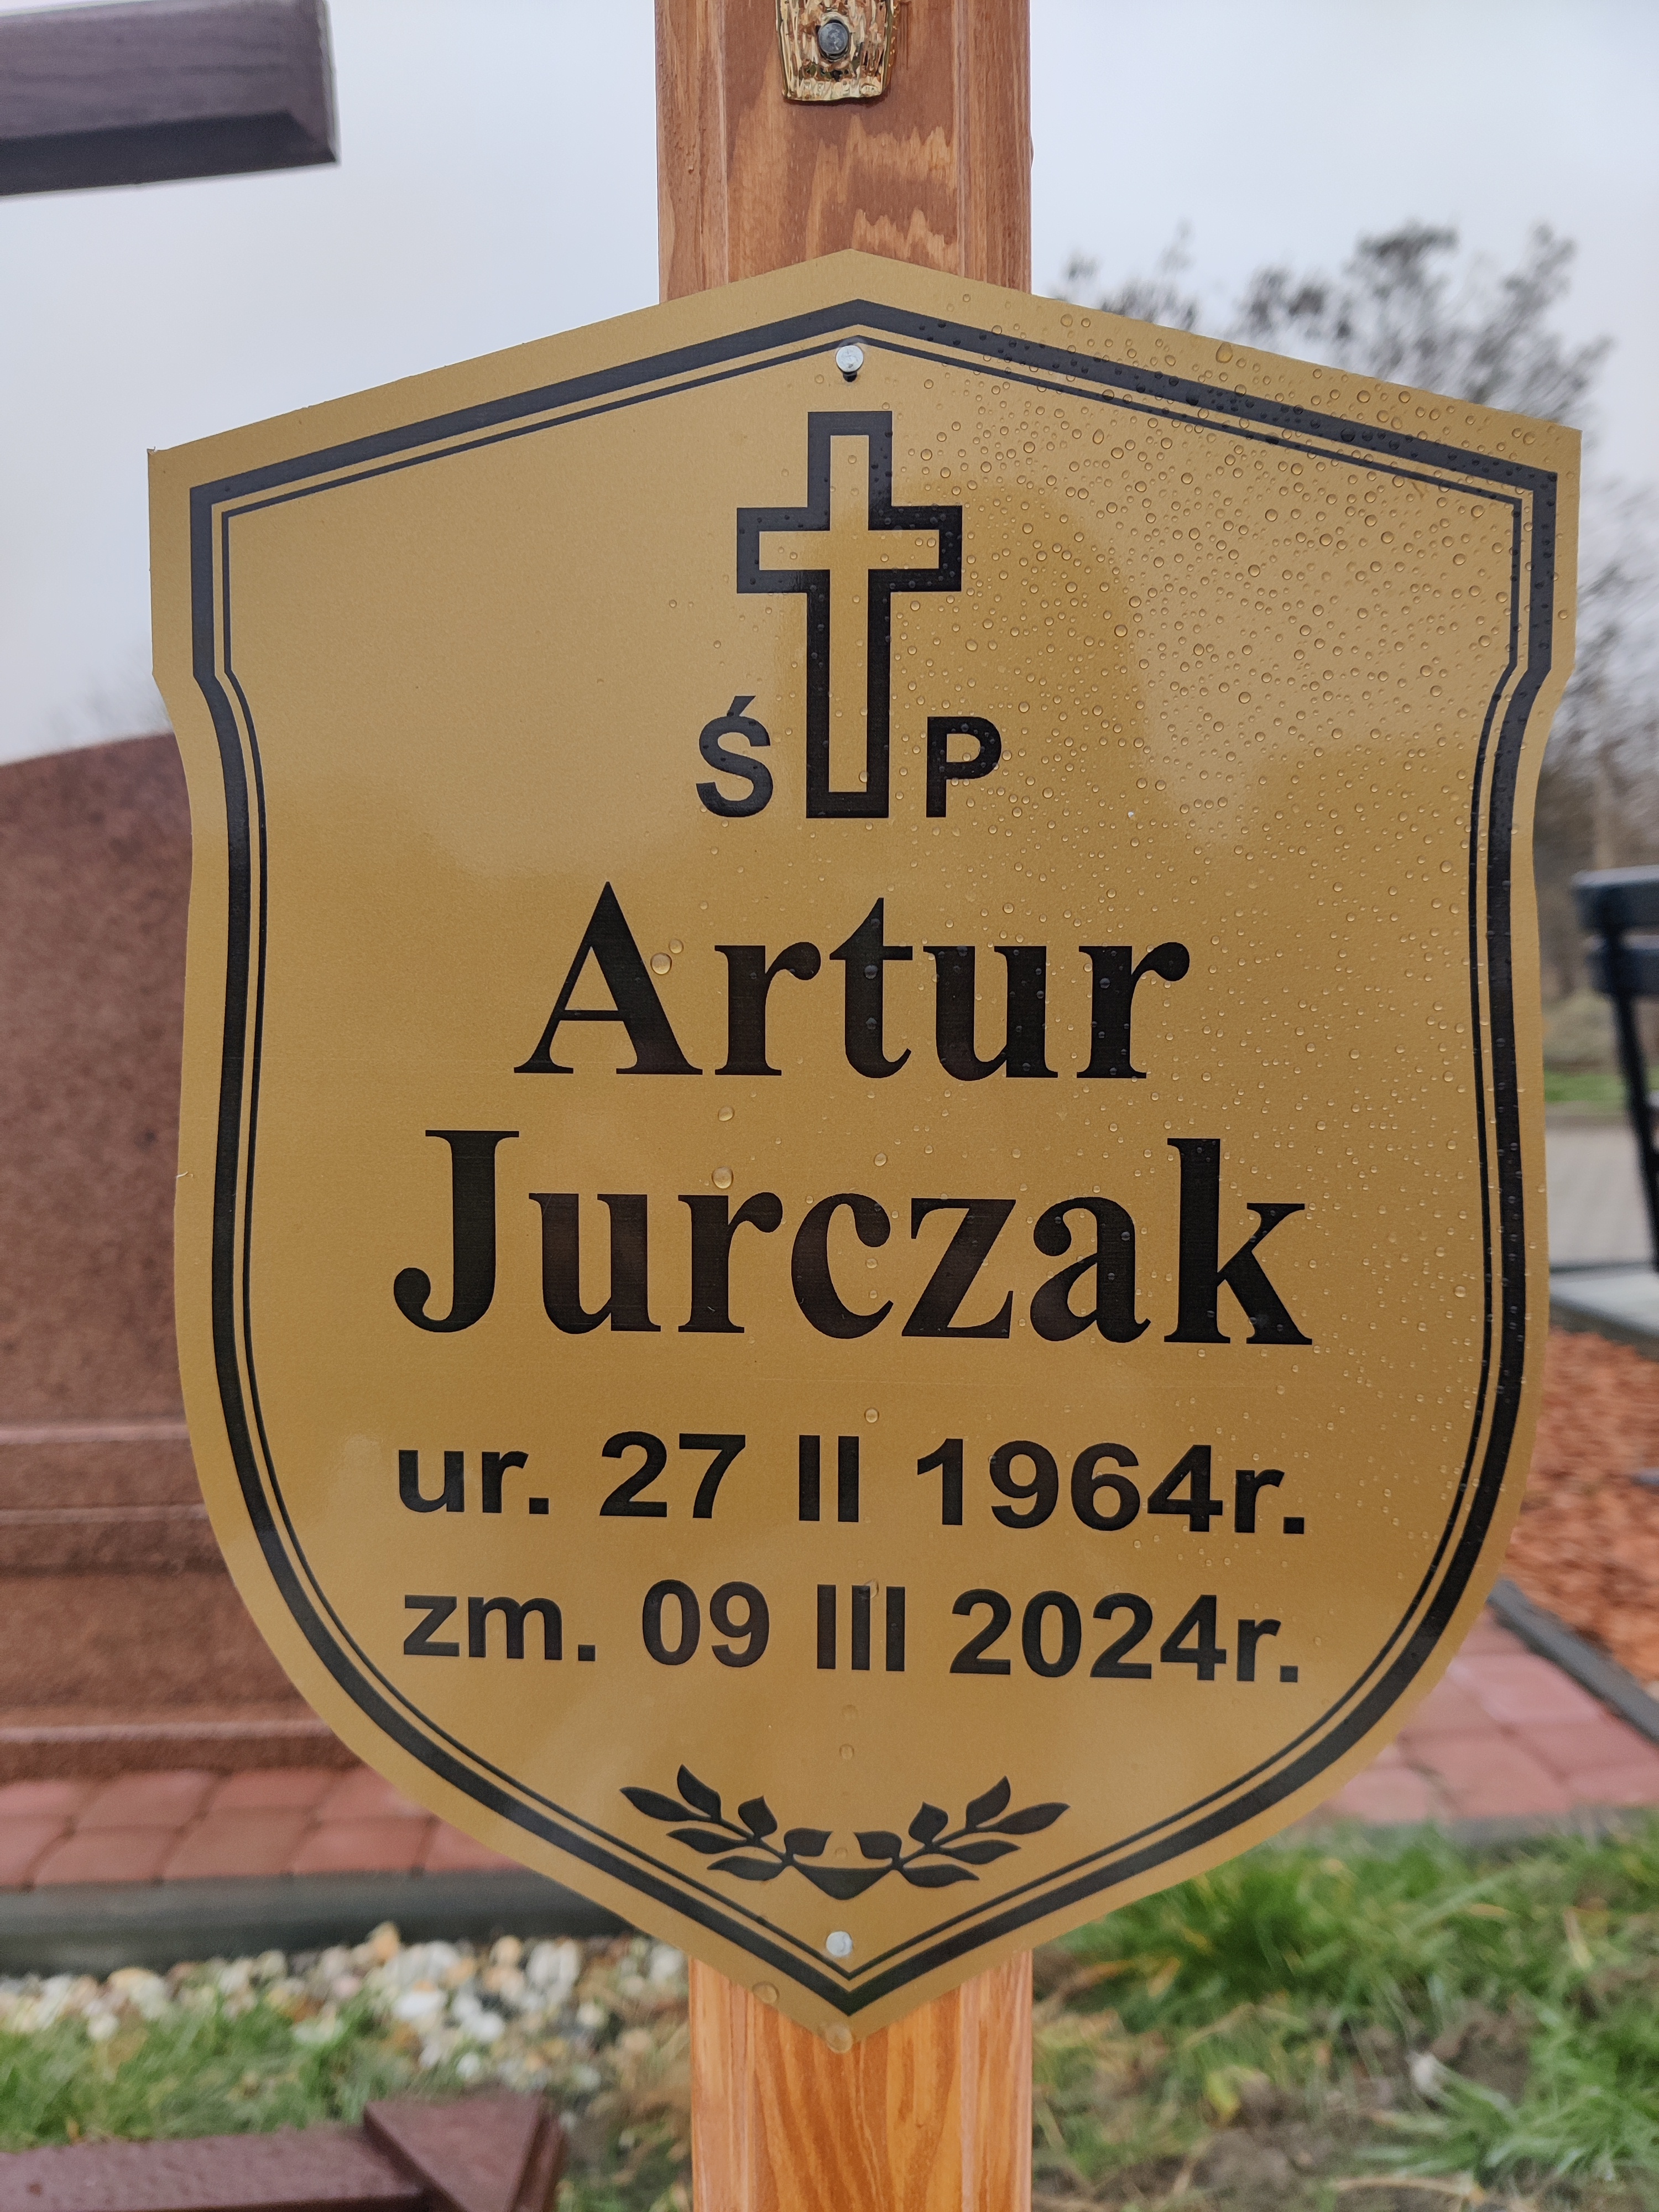 Ś P
Artur
Jurczak
ur. 27 II 1964r.
zm. 09 III 2024r.